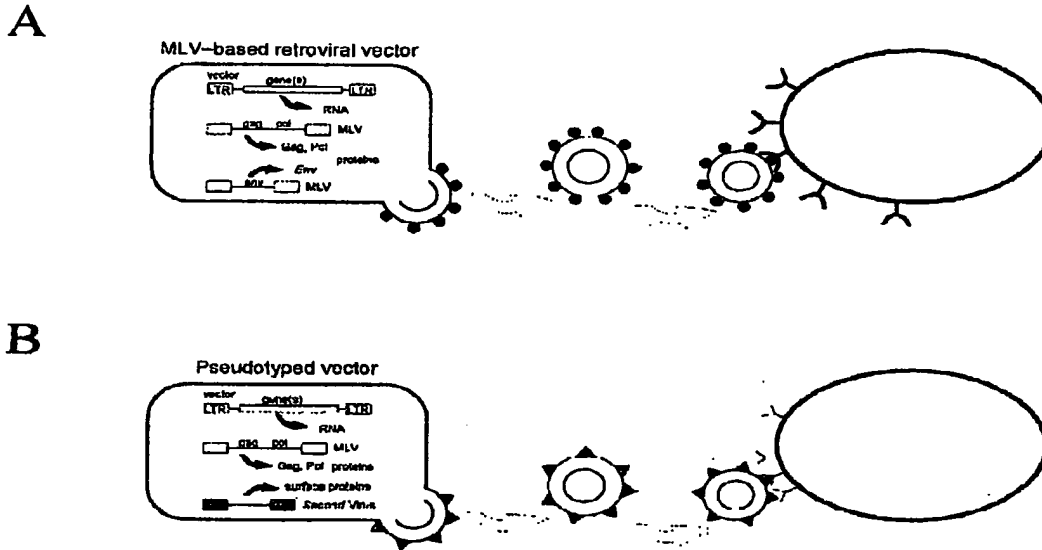 A
MLV-based retroviral vector
vector gene(s)
LTR LTR
RNA
gag pol MLV
Gag, Pol
proteins
Env
env MLV
B
Pseudotyped vector
vector gene(s)
LTR LTR
RNA
gag pol MLV
Gag, Pol proteins
surface proteins
Second Virus